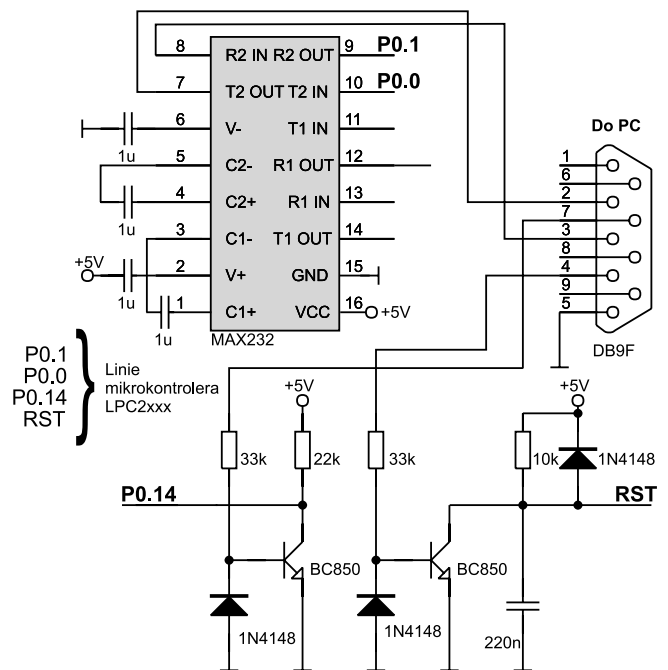 8 R2 IN R2 OUT 9 P0.1
7 T2 OUT T2 IN 10 P0.0
6 V- T1 IN 11
1u
5 C2- R1 OUT 12
4 C2+ R1 IN 13
1u
3 C1- T1 OUT 14
+5V
2 V+ GND 15
1u
1 C1+ VCC 16 +5V
1u
MAX232
Do PC
1
6
2
7
3
8
4
9
5
DB9F
P0.1
P0.0
P0.14
RST
Linie
mikrokontrolera
LPC2xxx
+5V
+5V
33k
22k
33k
10k
1N4148
P0.14
RST
BC850
BC850
1N4148
1N4148
220n